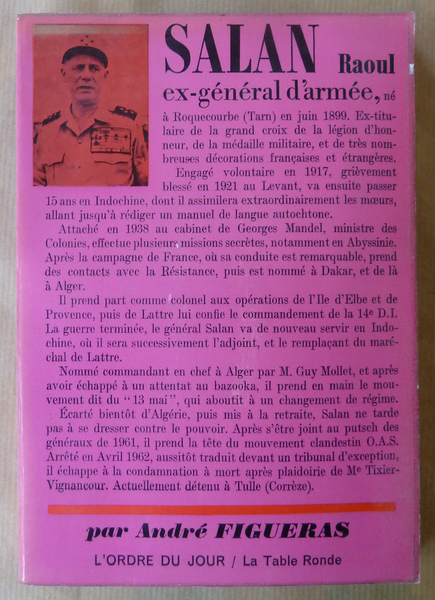 SALAN Raoul
ex-général d'armée, né
à Roquecourbe (Tarn) en juin 1899. Ex-titu-
laire de la grand croix de la légion d'hon-
neur, de la médaille militaire, et de très nom-
breuses décorations françaises et étrangères.
Engagé volontaire en 1917, grièvement
blessé en 1921 au Levant, va ensuite passer
15 ans en Indochine, dont il assimilera extraordinairement les mœurs,
allant jusqu'à rédiger un manuel de langue autochtone.
Attaché en 1938 au cabinet de Georges Mandel, ministre des
Colonies, effectue plusieurs missions secrètes, notamment en Abyssinie.
Après la campagne de France, où sa conduite est remarquable, prend
des contacts avec la Résistance, puis est nommé à Dakar, et de là
à Alger.
Il prend part comme colonel aux opérations de l'Ile d'Elbe et de
Provence, puis de Lattre lui confie le commandement de la 14e D.I.
La guerre terminée, le général Salan va de nouveau servir en Indo-
chine, où il sera successivement l'adjoint, et le remplaçant du maré-
chal de Lattre.
Nommé commandant en chef à Alger par M. Guy Mollet, et après
avoir échappé à un attentat au bazooka, il prend en main le mou-
vement dit du "13 mai", qui aboutit à un changement de régime.
Écarté bientôt d'Algérie, puis mis à la retraite, Salan ne tarde
pas à se dresser contre le pouvoir. Après s'être joint au putsch des
généraux de 1961, il prend la tête du mouvement clandestin O.A.S.
Arrêté en Avril 1962, aussitôt traduit devant un tribunal d'exception,
il échappe à la condamnation à mort après plaidoirie de Me Tixier-
Vignancour. Actuellement détenu à Tulle (Corrèze).
par André FIGUERAS
L'ORDRE DU JOUR / La Table Ronde